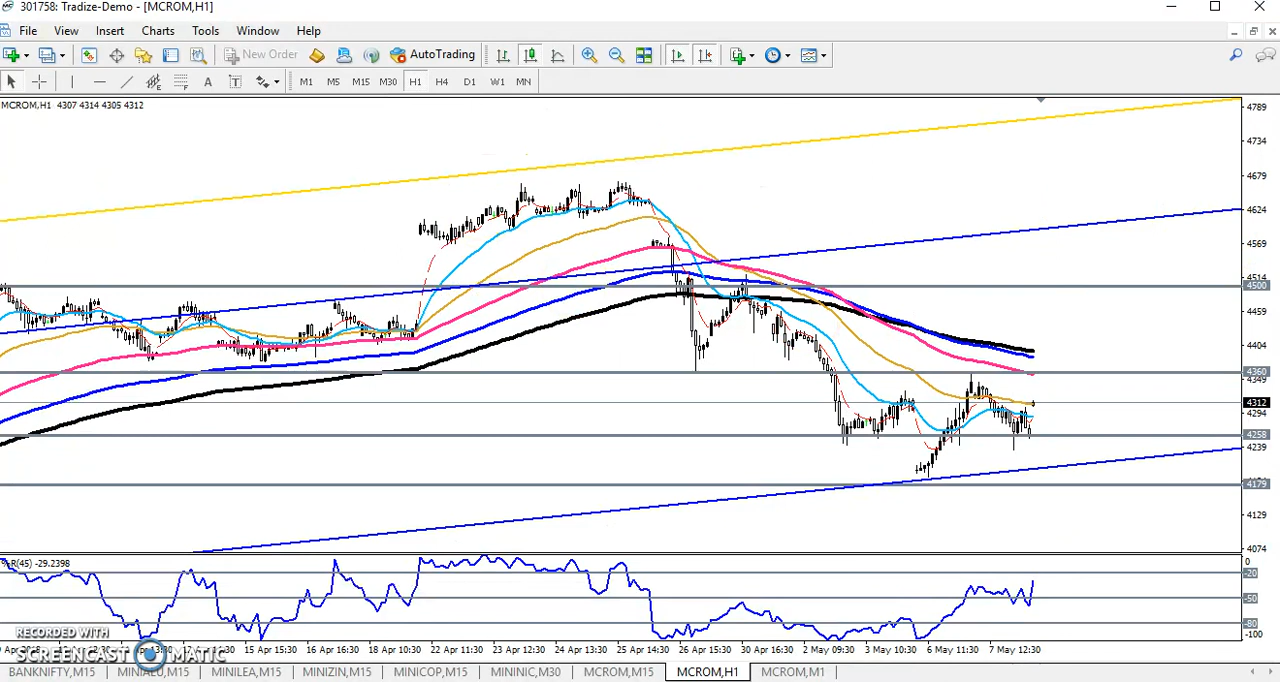 301758: Tradize-Demo - [MCROM,H1]
File View Insert Charts Tools Window Help
New Order AutoTrading
A T M1 M5 M15 M30 H1 H4 D1 W1 MN
MCROM,H1 4307 4314 4305 4312
4789
4734
4679
4624
4569
4514
4500
4459
4404
4360
4349
4312
4294
4258
4239
4179
4129
4074
%R(45) -29.2398
0
-20
-50
-80
-100
RECORDED WITH
SCREENCAST MATIC
15 Apr 15:30 16 Apr 16:30 18 Apr 10:30 22 Apr 11:30 23 Apr 12:30 24 Apr 13:30 25 Apr 14:30 26 Apr 15:30 30 Apr 16:30 2 May 09:30 3 May 10:30 6 May 11:30 7 May 12:30
BANKNIFTY,M15 MINIALU,M15 MINILEA,M15 MINIZIN,M15 MINICOP,M15 MININIC,M30 MCROM,M15 MCROM,H1 MCROM,M1